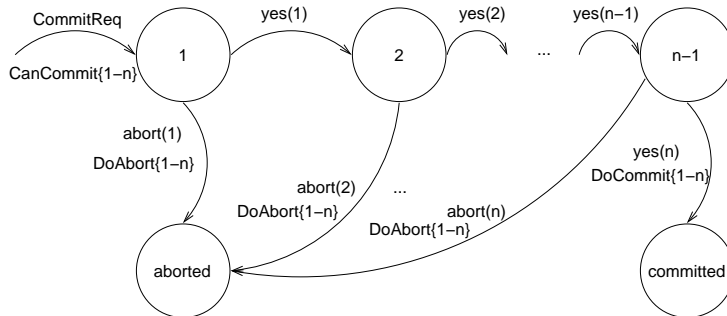 CommitReq
CanCommit{1−n}
1
yes(1)
2
yes(2)
...
yes(n−1)
n−1
abort(1)
DoAbort{1−n}
abort(2)
DoAbort{1−n}
...
abort(n)
DoAbort{1−n}
yes(n)
DoCommit{1−n}
aborted
committed